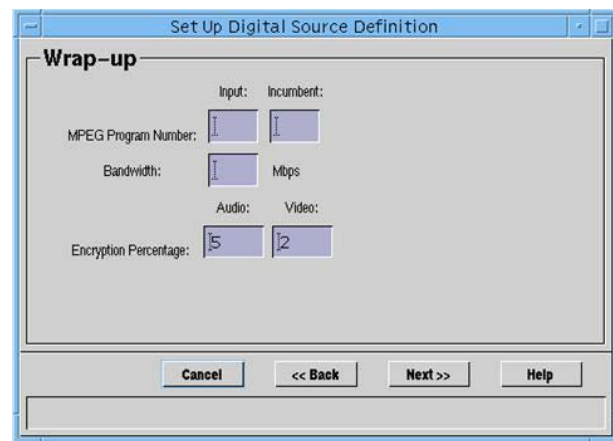 Set Up Digital Source Definition
Wrap-up
Input: Incumbent:
MPEG Program Number:
Bandwidth: Mbps
Audio: Video:
Encryption Percentage: 5 2
Cancel << Back Next >> Help